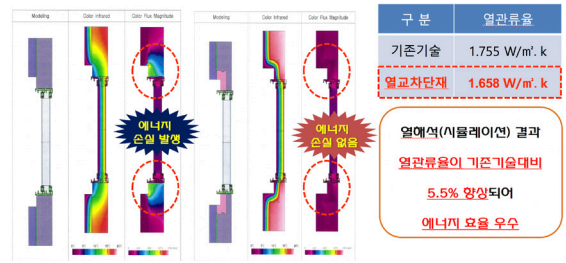 Modeling
Color Infrared
Color Flux Magnitude
에너지
손실 발생
Modeling
Color Infrared
Color Flux Magnitude
에너지
손실 없음
구 분
열관류율
기존기술
1.755 W/㎡. k
열교차단재
1.658 W/㎡. k
열해석(시뮬레이션) 결과
열관류율이 기존기술대비
5.5% 향상되어
에너지 효율 우수